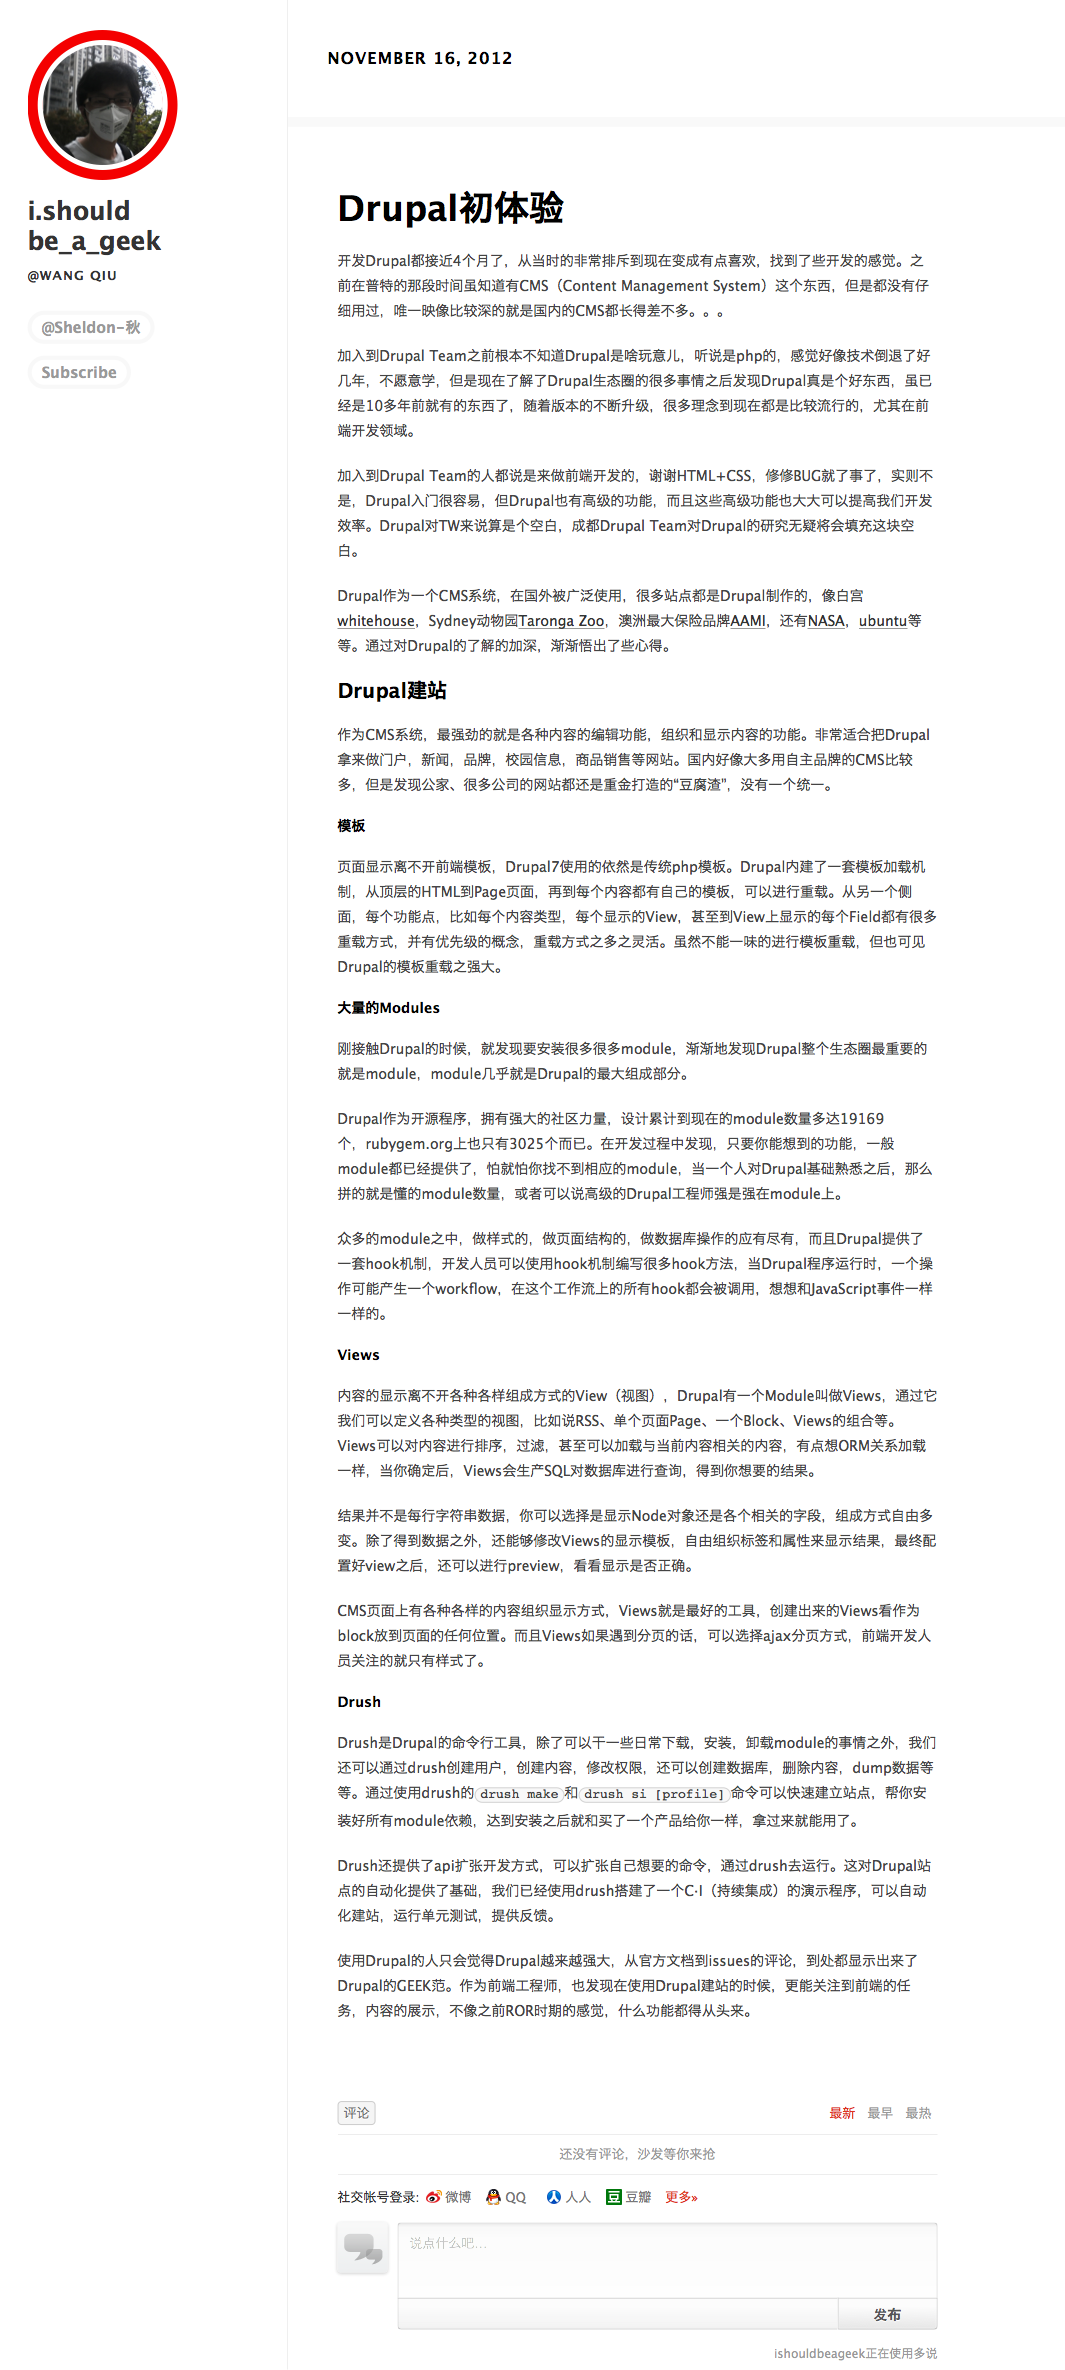 i.should
be_a_geek
@WANG QIU
@Sheldon-秋
Subscribe
NOVEMBER 16, 2012
Drupal初体验
开发Drupal都接近4个月了，从当时的非常排斥到现在变成有点喜欢，找到了些开发的感觉。之
前在普特的那段时间虽知道有CMS（Content Management System）这个东西，但是都没有仔
细用过，唯一映像比较深的就是国内的CMS都长得差不多。。。
加入到Drupal Team之前根本不知道Drupal是啥玩意儿，听说是php的，感觉好像技术倒退了好
几年，不愿意学，但是现在了解了Drupal生态圈的很多事情之后发现Drupal真是个好东西，虽已
经是10多年前就有的东西了，随着版本的不断升级，很多理念到现在都是比较流行的，尤其在前
端开发领域。
加入到Drupal Team的人都说是来做前端开发的，谢谢HTML+CSS，修修BUG就了事了，实则不
是，Drupal入门很容易，但Drupal也有高级的功能，而且这些高级功能也大大可以提高我们开发
效率。Drupal对TW来说算是个空白，成都Drupal Team对Drupal的研究无疑将会填充这块空
白。
Drupal作为一个CMS系统，在国外被广泛使用，很多站点都是Drupal制作的，像白宫
whitehouse，Sydney动物园Taronga Zoo，澳洲最大保险品牌AAMI，还有NASA，ubuntu等
等。通过对Drupal的了解的加深，渐渐悟出了些心得。
Drupal建站
作为CMS系统，最强劲的就是各种内容的编辑功能，组织和显示内容的功能。非常适合把Drupal
拿来做门户，新闻，品牌，校园信息，商品销售等网站。国内好像大多用自主品牌的CMS比较
多，但是发现公家、很多公司的网站都还是重金打造的“豆腐渣”，没有一个统一。
模板
页面显示离不开前端模板，Drupal7使用的依然是传统php模板。Drupal内建了一套模板加载机
制，从顶层的HTML到Page页面，再到每个内容都有自己的模板，可以进行重载。从另一个侧
面，每个功能点，比如每个内容类型，每个显示的View，甚至到View上显示的每个Field都有很多
重载方式，并有优先级的概念，重载方式之多之灵活。虽然不能一味的进行模板重载，但也可见
Drupal的模板重载之强大。
大量的Modules
刚接触Drupal的时候，就发现要安装很多很多module，渐渐地发现Drupal整个生态圈最重要的
就是module，module几乎就是Drupal的最大组成部分。
Drupal作为开源程序，拥有强大的社区力量，设计累计到现在的module数量多达19169
个，rubygem.org上也只有3025个而已。在开发过程中发现，只要你能想到的功能，一般
module都已经提供了，怕就怕你找不到相应的module，当一个人对Drupal基础熟悉之后，那么
拼的就是懂的module数量，或者可以说高级的Drupal工程师强是强在module上。
众多的module之中，做样式的，做页面结构的，做数据库操作的应有尽有，而且Drupal提供了
一套hook机制，开发人员可以使用hook机制编写很多hook方法，当Drupal程序运行时，一个操
作可能产生一个workflow，在这个工作流上的所有hook都会被调用，想想和JavaScript事件一样
一样的。
Views
内容的显示离不开各种各样组成方式的View（视图），Drupal有一个Module叫做Views，通过它
我们可以定义各种类型的视图，比如说RSS、单个页面Page、一个Block、Views的组合等。
Views可以对内容进行排序，过滤，甚至可以加载与当前内容相关的内容，有点想ORM关系加载
一样，当你确定后，Views会生产SQL对数据库进行查询，得到你想要的结果。
结果并不是每行字符串数据，你可以选择是显示Node对象还是各个相关的字段，组成方式自由多
变。除了得到数据之外，还能够修改Views的显示模板，自由组织标签和属性来显示结果，最终配
置好view之后，还可以进行preview，看看显示是否正确。
CMS页面上有各种各样的内容组织显示方式，Views就是最好的工具，创建出来的Views看作为
block放到页面的任何位置。而且Views如果遇到分页的话，可以选择ajax分页方式，前端开发人
员关注的就只有样式了。
Drush
Drush是Drupal的命令行工具，除了可以干一些日常下载，安装，卸载module的事情之外，我们
还可以通过drush创建用户，创建内容，修改权限，还可以创建数据库，删除内容，dump数据等
等。通过使用drush的drush make和drush si [profile]命令可以快速建立站点，帮你安
装好所有module依赖，达到安装之后就和买了一个产品给你一样，拿过来就能用了。
Drush还提供了api扩张开发方式，可以扩张自己想要的命令，通过drush去运行。这对Drupal站
点的自动化提供了基础，我们已经使用drush搭建了一个C·I（持续集成）的演示程序，可以自动
化建站，运行单元测试，提供反馈。
使用Drupal的人只会觉得Drupal越来越强大，从官方文档到issues的评论，到处都显示出来了
Drupal的GEEK范。作为前端工程师，也发现在使用Drupal建站的时候，更能关注到前端的任
务，内容的展示，不像之前ROR时期的感觉，什么功能都得从头来。
评论 最新 最早 最热
还没有评论，沙发等你来抢
社交帐号登录: 微博 QQ 人人 豆瓣 更多»
说点什么吧...
发布
ishouldbeageek正在使用多说